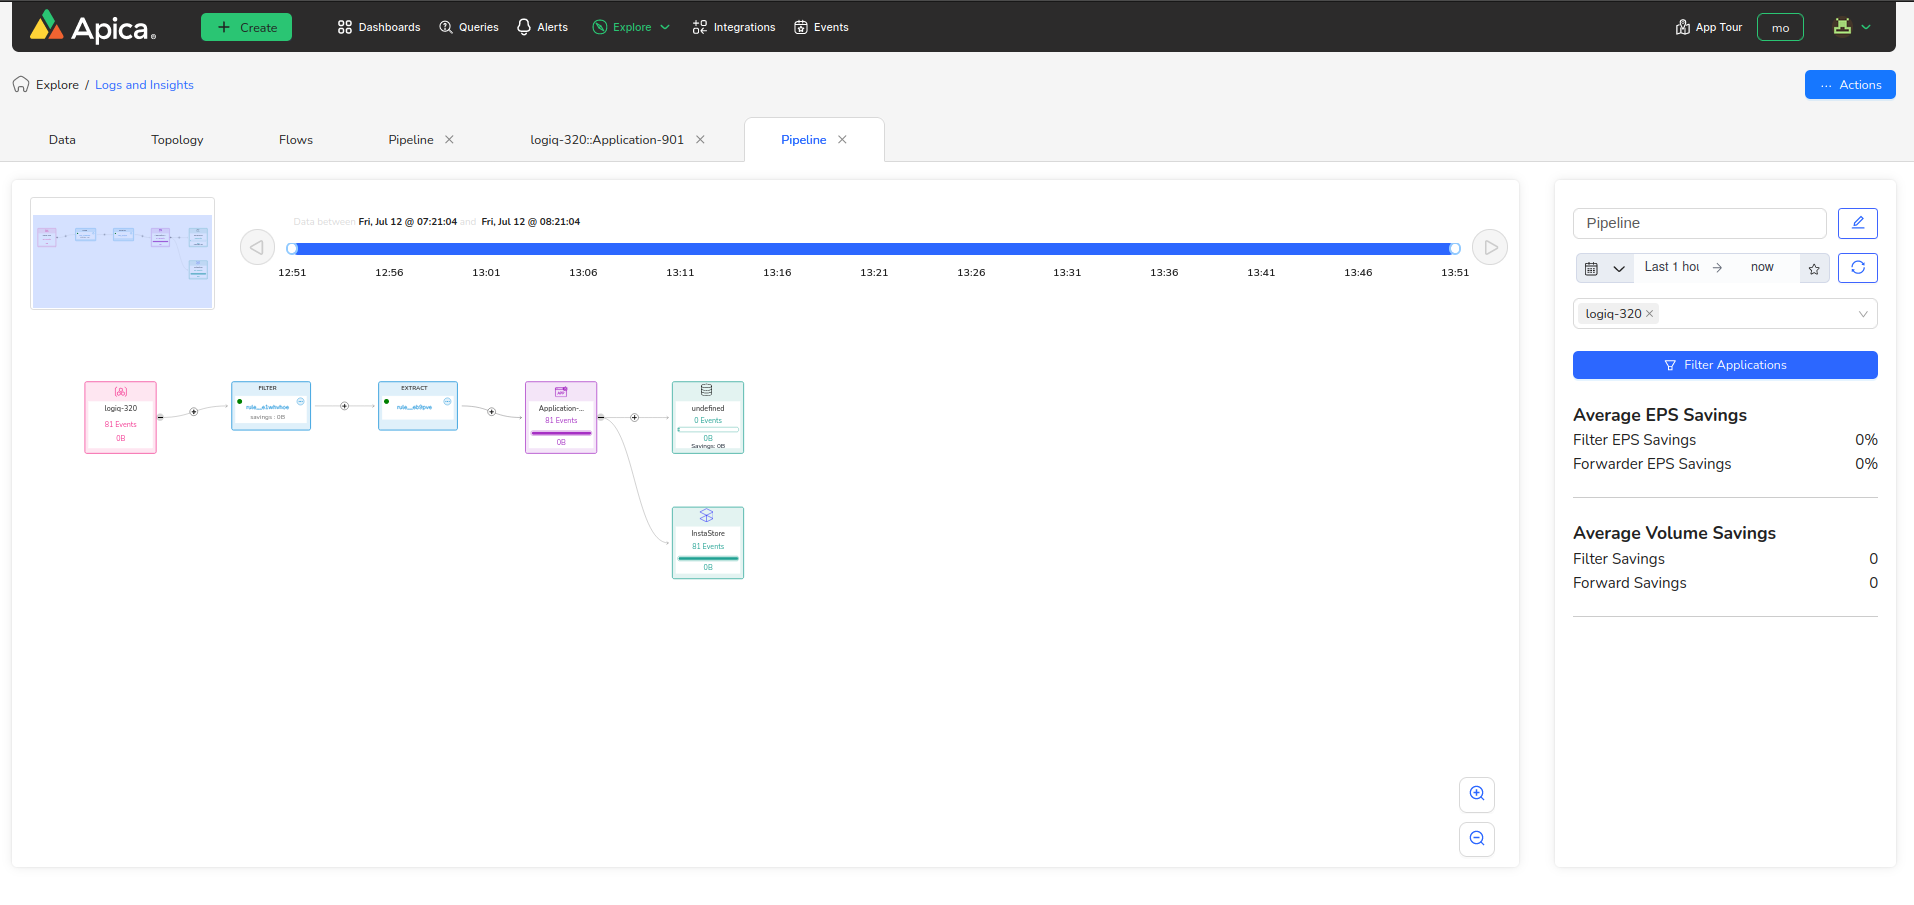 Apica.
Create
Dashboards
Queries
Alerts
Explore
Integrations
Events
App Tour
mo
Explore / Logs and Insights
··· Actions
Data
Topology
Flows
Pipeline
logiq-320::Application-901
Pipeline
Data between Fri, Jul 12 @ 07:21:04 and Fri, Jul 12 @ 08:21:04
12:51 12:56 13:01 13:06 13:11 13:16 13:21 13:26 13:31 13:36 13:41 13:46 13:51
logiq-320
81 Events
0B
FILTER
rule__e1whvhoe
savings : 0B
EXTRACT
rule__eb9pve
Application-...
81 Events
0B
undefined
0 Events
0B
Savings: 0B
InstaStore
81 Events
0B
Pipeline
Last 1 hou → now
logiq-320
Filter Applications
Average EPS Savings
Filter EPS Savings 0%
Forwarder EPS Savings 0%
Average Volume Savings
Filter Savings 0
Forward Savings 0